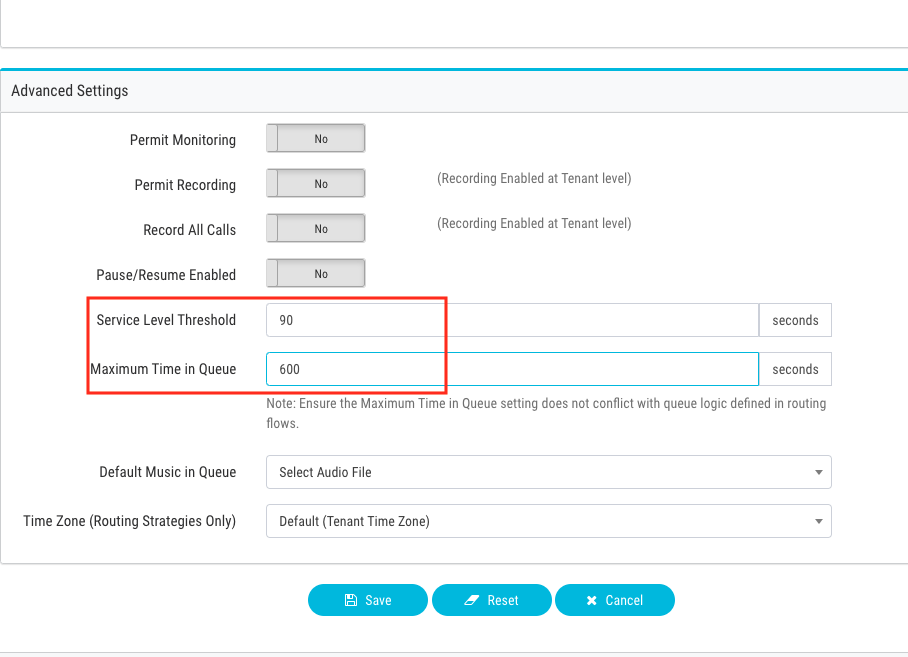 Advanced Settings
Permit Monitoring No
Permit Recording No (Recording Enabled at Tenant level)
Record All Calls No (Recording Enabled at Tenant level)
Pause/Resume Enabled No
Service Level Threshold 90 seconds
Maximum Time in Queue 600 seconds
Note: Ensure the Maximum Time in Queue setting does not conflict with queue logic defined in routing
flows.
Default Music in Queue Select Audio File
Time Zone (Routing Strategies Only) Default (Tenant Time Zone)
Save Reset Cancel